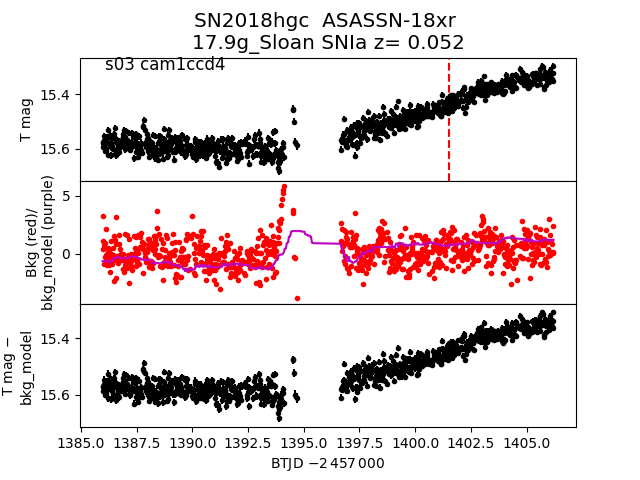 SN2018hgc  ASASSN-18xr
17.9g_Sloan SNIa z= 0.052
s03 cam1ccd4
T mag
15.4
15.6
Bkg (red)/
bkg_model (purple)
5
0
T mag −
bkg_model
15.4
15.6
1385.0 1387.5 1390.0 1392.5 1395.0 1397.5 1400.0 1402.5 1405.0
BTJD −2 457 000